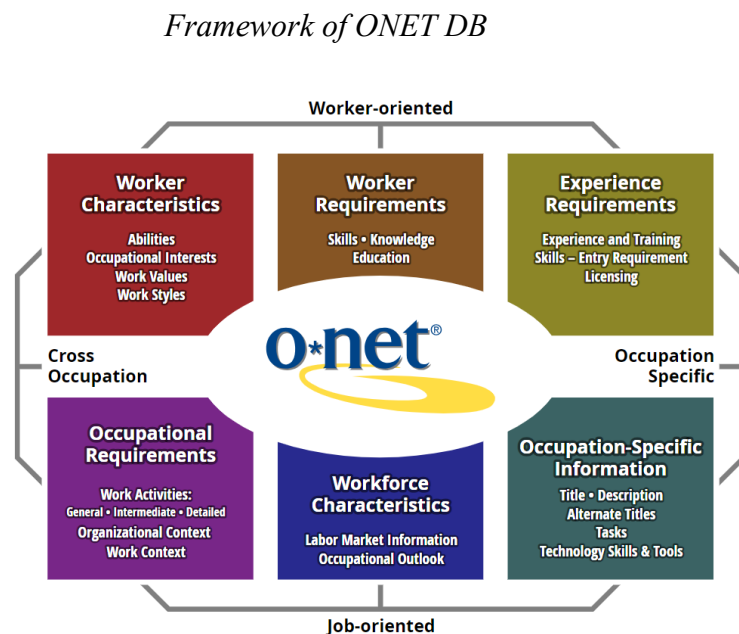 Framework of ONET DB
Worker-oriented
Worker
Characteristics
Abilities
Occupational Interests
Work Values
Work Styles
Worker
Requirements
Skills • Knowledge
Education
Experience
Requirements
Experience and Training
Skills – Entry Requirement
Licensing
Cross
Occupation
o*net®
Occupation
Specific
Occupational
Requirements
Work Activities:
General • Intermediate • Detailed
Organizational Context
Work Context
Workforce
Characteristics
Labor Market Information
Occupational Outlook
Occupation-Specific
Information
Title • Description
Alternate Titles
Tasks
Technology Skills & Tools
Job-oriented